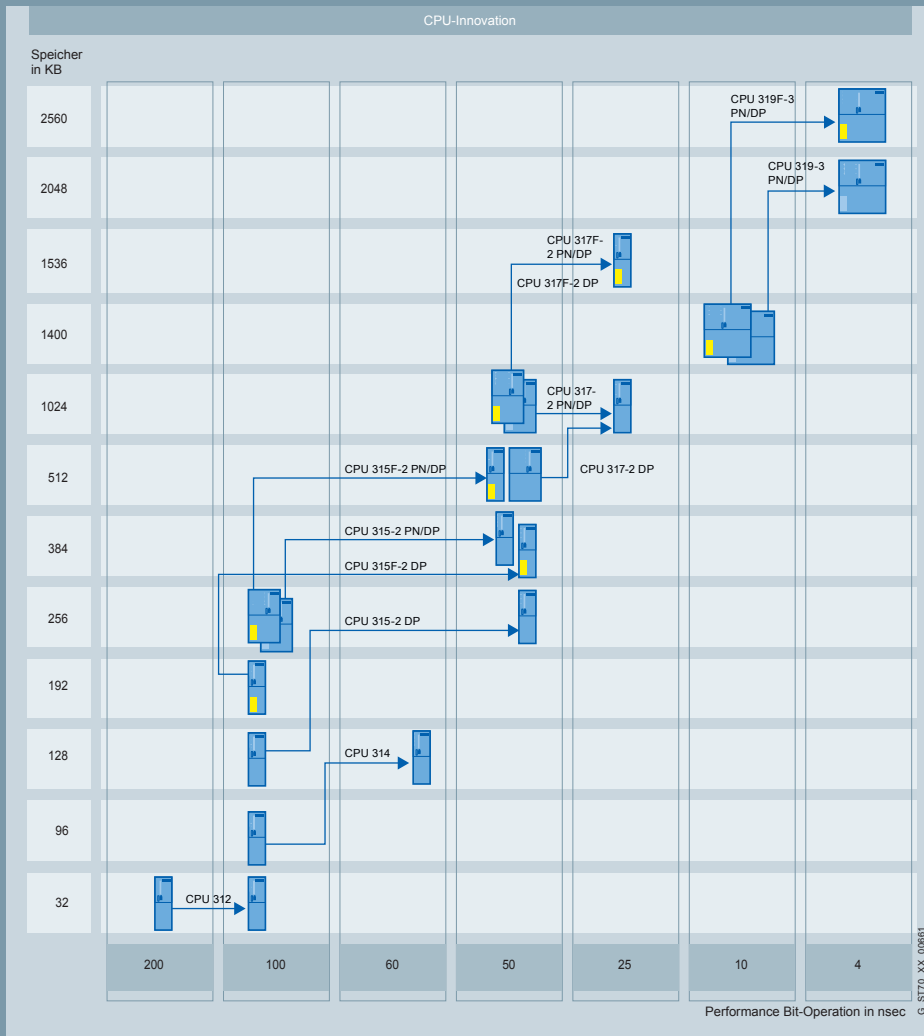 CPU-Innovation
Speicher
in KB
2560
CPU 319F-3
PN/DP
2048
CPU 319-3
PN/DP
1536
CPU 317F-
2 PN/DP
CPU 317F-2 DP
1400
1024
CPU 317-
2 PN/DP
512
CPU 315F-2 PN/DP
CPU 317-2 DP
384
CPU 315-2 PN/DP
CPU 315F-2 DP
256
CPU 315-2 DP
192
128
CPU 314
96
32
CPU 312
200
100
60
50
25
10
4
Performance Bit-Operation in nsec
G_ST70_XX_00661